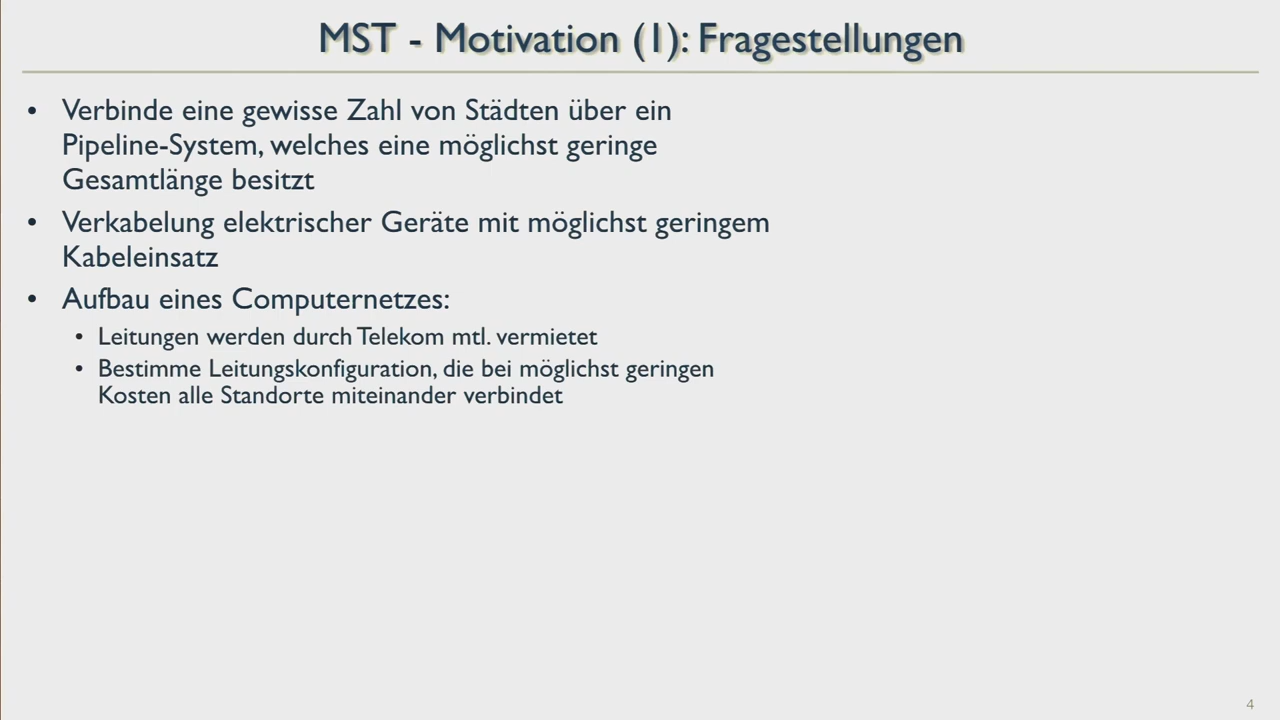 MST - Motivation (1): Fragestellungen
• Verbinde eine gewisse Zahl von Städten über ein
Pipeline-System, welches eine möglichst geringe
Gesamtlänge besitzt
• Verkabelung elektrischer Geräte mit möglichst geringem
Kabeleinsatz
• Aufbau eines Computernetzes:
• Leitungen werden durch Telekom mtl. vermietet
• Bestimme Leitungskonfiguration, die bei möglichst geringen
Kosten alle Standorte miteinander verbindet
4